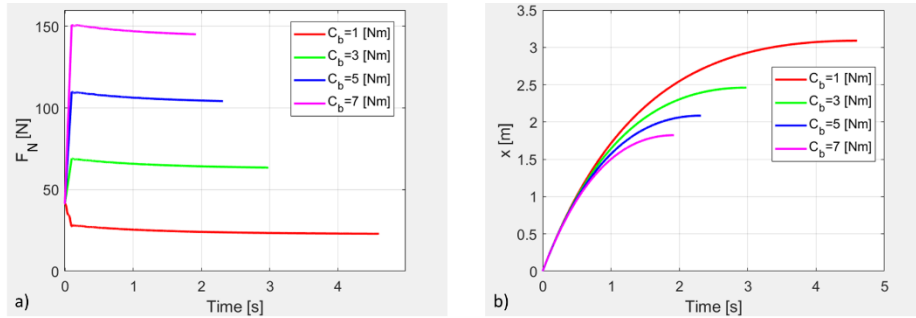 150
100
50
0
F_N [N]
C_b=1 [Nm]
C_b=3 [Nm]
C_b=5 [Nm]
C_b=7 [Nm]
0 1 2 3 4
Time [s]
a)
3.5
3
2.5
2
1.5
1
0.5
0
x [m]
C_b=1 [Nm]
C_b=3 [Nm]
C_b=5 [Nm]
C_b=7 [Nm]
0 1 2 3 4 5
Time [s]
b)